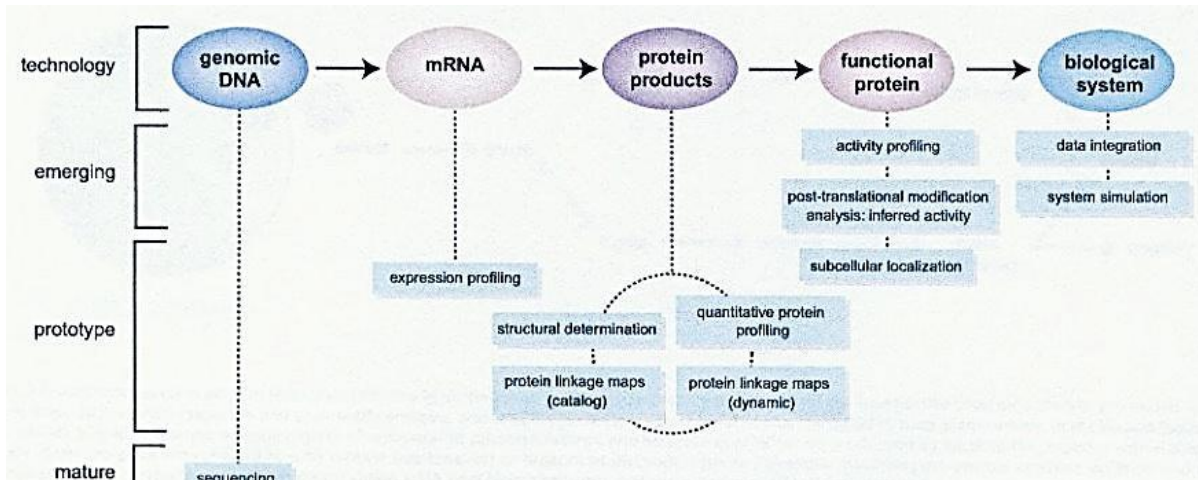 technology
genomic
DNA
mRNA
protein
products
functional
protein
biological
system
emerging
activity profiling
data integration
post-translational modification
analysis: inferred activity
system simulation
subcellular localization
prototype
expression profiling
structural determination
quantitative protein
profiling
protein linkage maps
(catalog)
protein linkage maps
(dynamic)
mature
sequencing